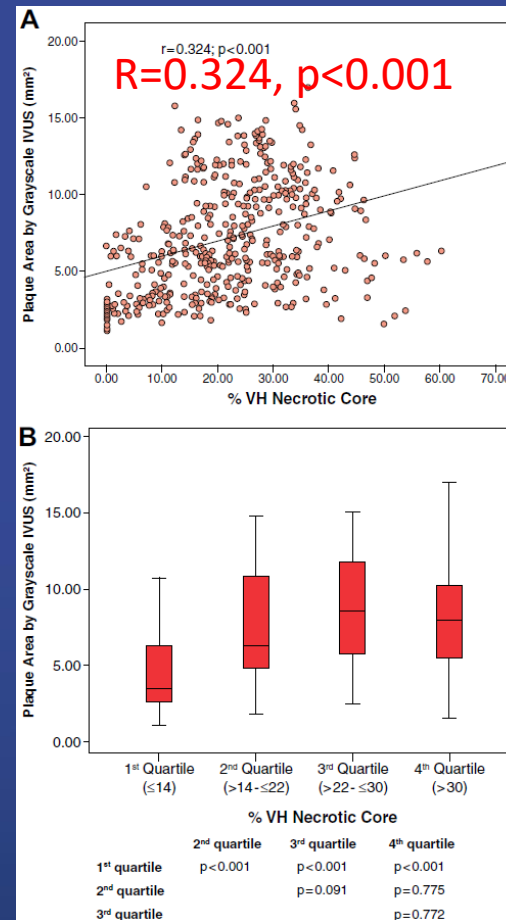 A
20.00
r=0.324; p<0.001
R=0.324, p<0.001
15.00
10.00
5.00
0.00
Plaque Area by Grayscale IVUS (mm²)
0.00 10.00 20.00 30.00 40.00 50.00 60.00 70.00
% VH Necrotic Core
B
20.00
15.00
10.00
5.00
0.00
Plaque Area by Grayscale IVUS (mm²)
1st Quartile 2nd Quartile 3rd Quartile 4th Quartile
(≤14) (>14-≤22) (>22-≤30) (>30)
% VH Necrotic Core
2nd quartile 3rd quartile 4th quartile
1st quartile p<0.001 p<0.001 p<0.001
2nd quartile p=0.091 p=0.775
3rd quartile p=0.772